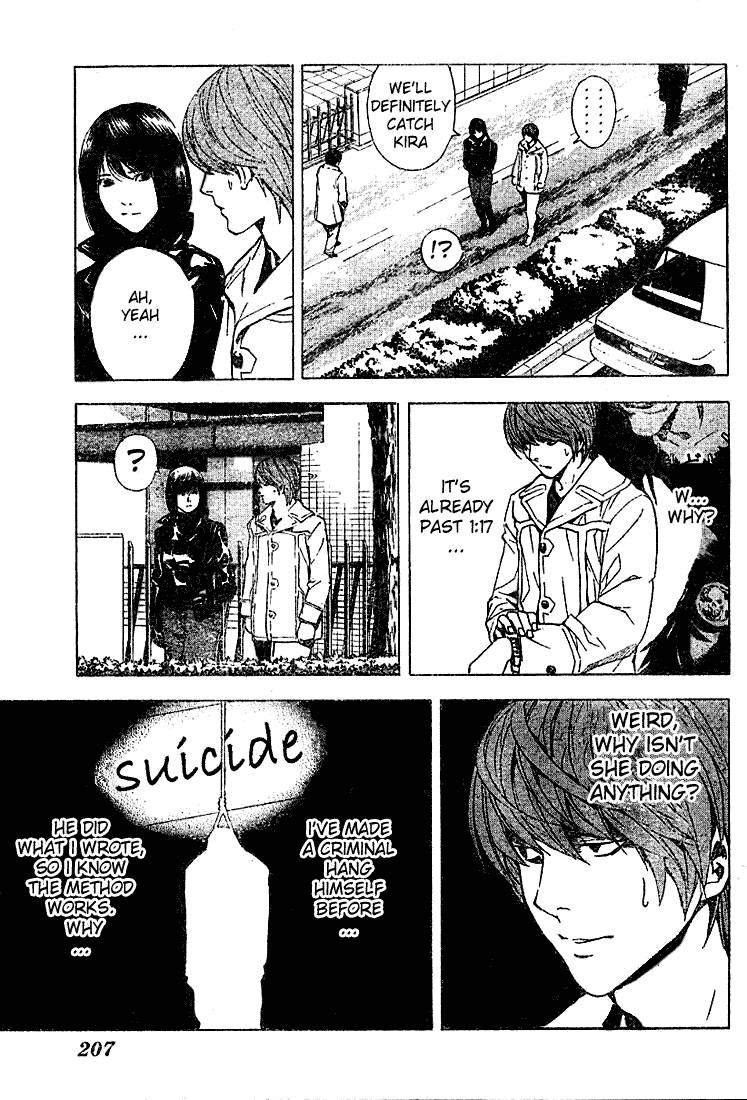 WE'LL
DEFINITELY
CATCH
KIRA
......
!?
AH,
YEAH
...
W...
WHY?
IT'S
ALREADY
PAST 1:17
...
?
WEIRD,
WHY ISN'T
SHE DOING
ANYTHING?
suicide
I'VE MADE
A CRIMINAL
HANG
HIMSELF
BEFORE
...
HE DID
WHAT I WROTE,
SO I KNOW
THE METHOD
WORKS.
WHY
...
207